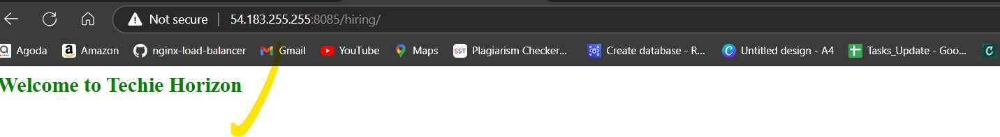 Not secure 54.183.255.255:8085/hiring/
Agoda Amazon nginx-load-balancer Gmail YouTube Maps SST Plagiarism Checker... Create database - R... Untitled design - A4 Tasks_Update - Goo...
Welcome to Techie Horizon